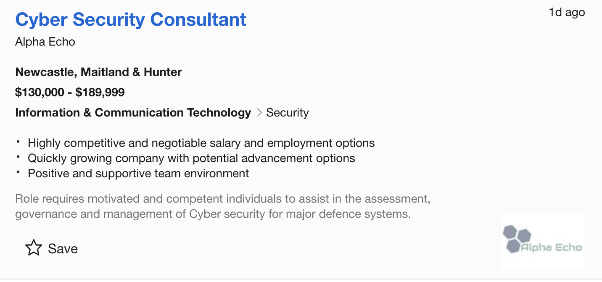 Cyber Security Consultant
1d ago
Alpha Echo
Newcastle, Maitland & Hunter
$130,000 - $189,999
Information & Communication Technology > Security
• Highly competitive and negotiable salary and employment options
• Quickly growing company with potential advancement options
• Positive and supportive team environment
Role requires motivated and competent individuals to assist in the assessment,
governance and management of Cyber security for major defence systems.
Save
Alpha Echo